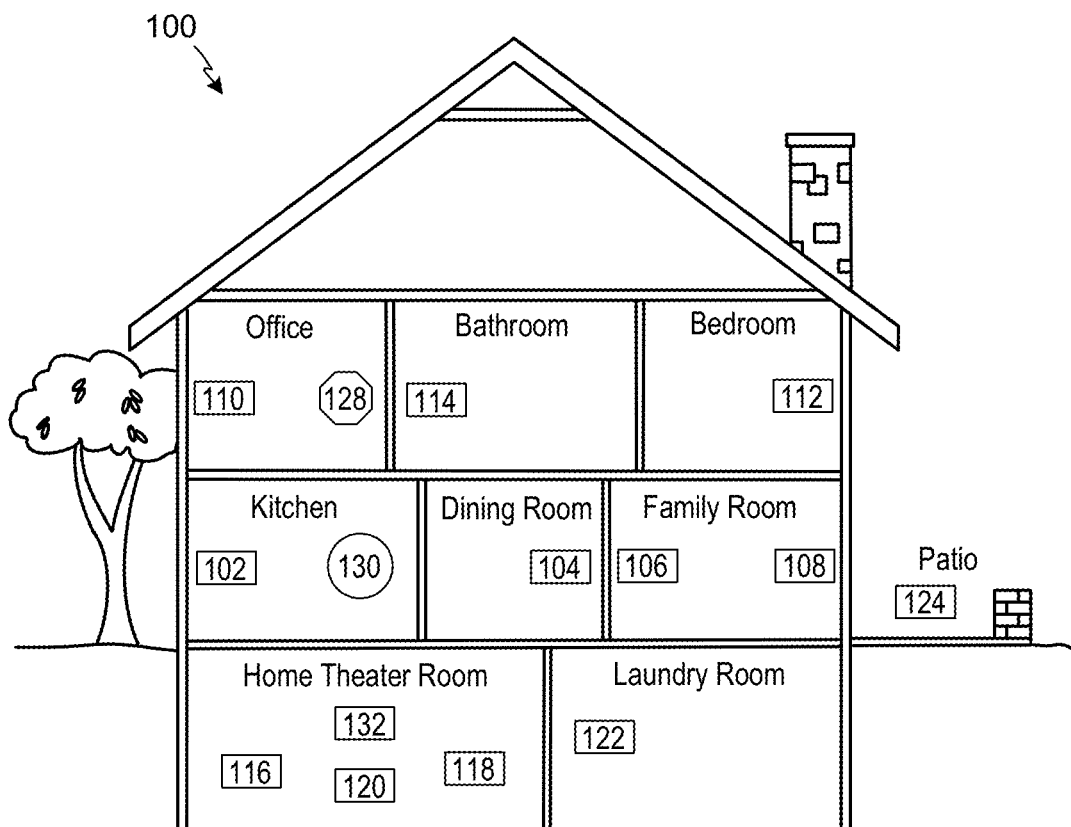 100
Office
Bathroom
Bedroom
110
128
114
112
Kitchen
Dining Room
Family Room
102
130
104
106
108
Patio
124
Home Theater Room
Laundry Room
132
122
116
120
118